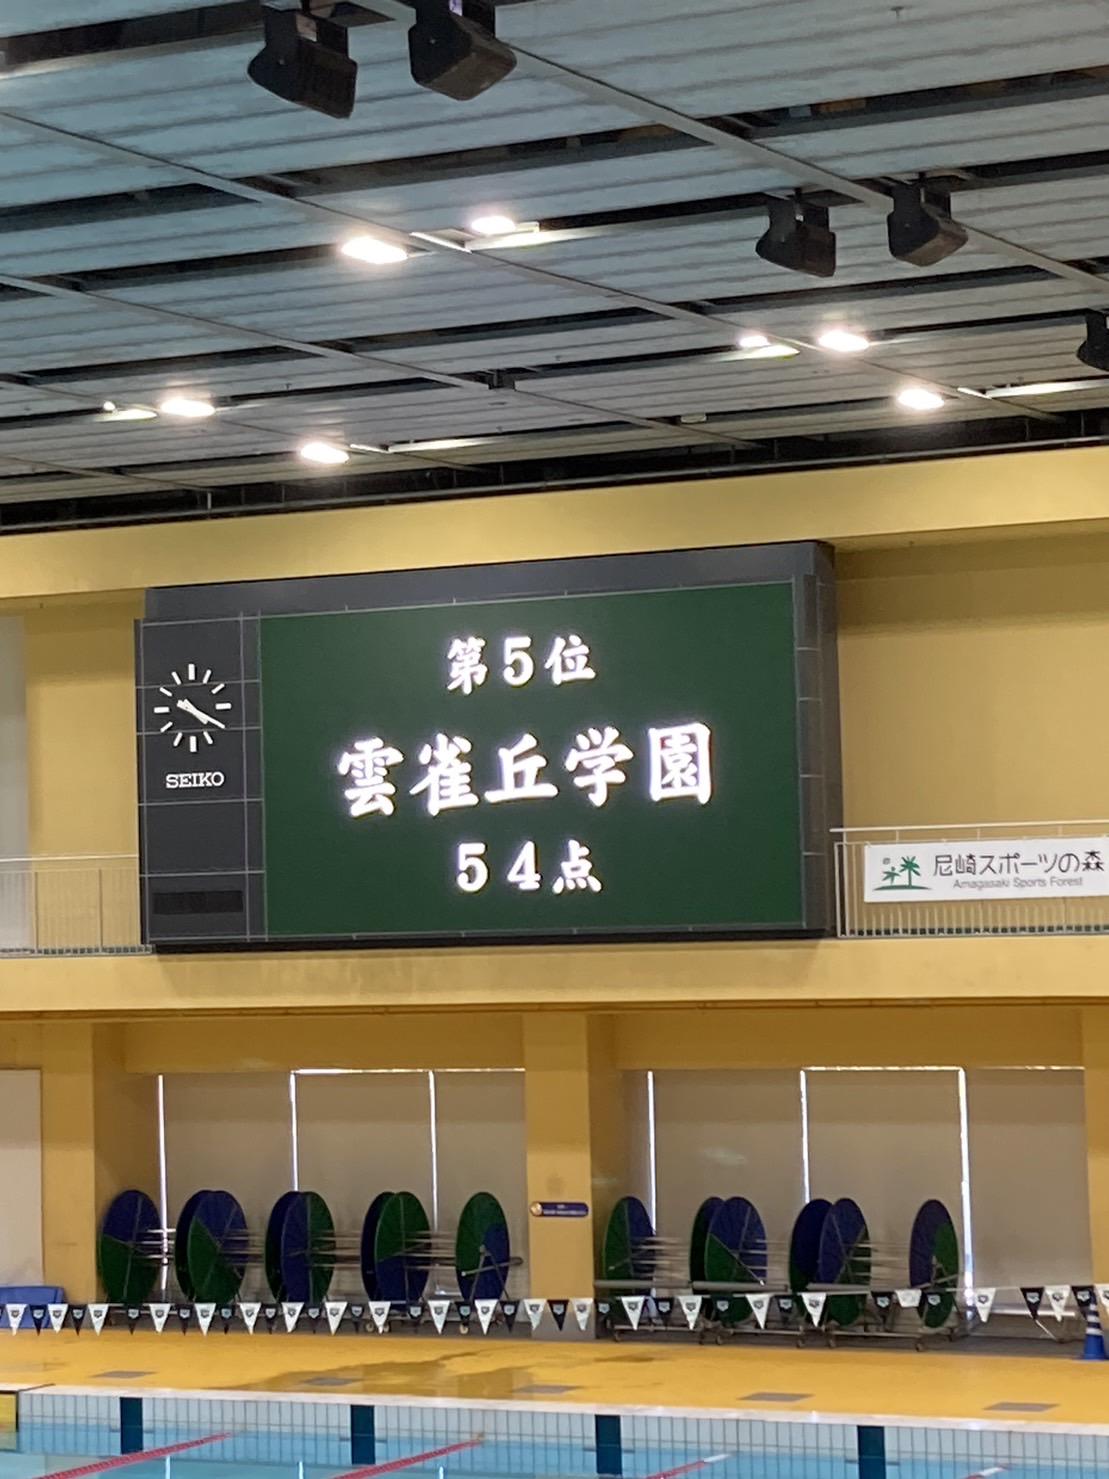 第5位
雲雀丘学園
54点
SEIKO
尼崎スポーツの森
Amagasaki Sports Forest